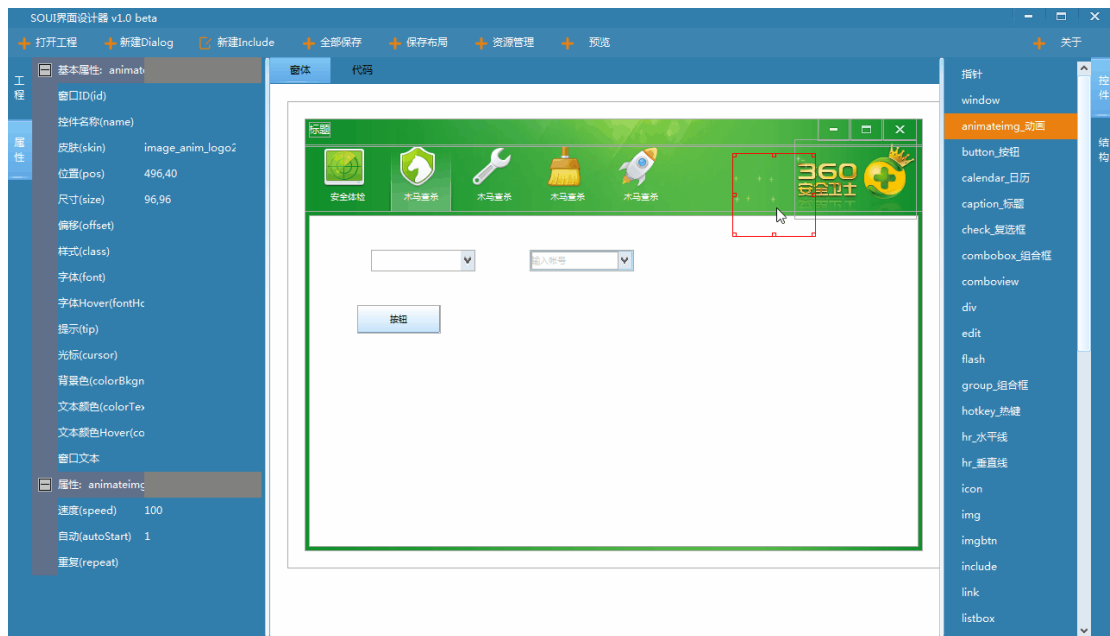 SOUI界面设计器 v1.0 beta
打开工程 新建Dialog 新建Include 全部保存 保存布局 资源管理 预览 关于
工程
属性
基本属性: animate
窗口ID(id)
控件名称(name)
皮肤(skin) image_anim_logo2
位置(pos) 496,40
尺寸(size) 96,96
偏移(offset)
样式(class)
字体(font)
字体Hover(fontHo
提示(tip)
光标(cursor)
背景色(colorBkgn
文本颜色(colorTex
文本颜色Hover(co
窗口文本
属性: animateimg
速度(speed) 100
自动(autoStart) 1
重复(repeat)
窗体 代码
标题
安全体检 木马查杀 木马查杀 木马查杀 木马查杀
360
安全卫士
输入帐号
按钮
指针
window
animateimg_动画
button_按钮
calendar_日历
caption_标题
check_复选框
combobox_组合框
comboview
div
edit
flash
group_组合框
hotkey_热键
hr_水平线
hr_垂直线
icon
img
imgbtn
include
link
listbox
控件
结构